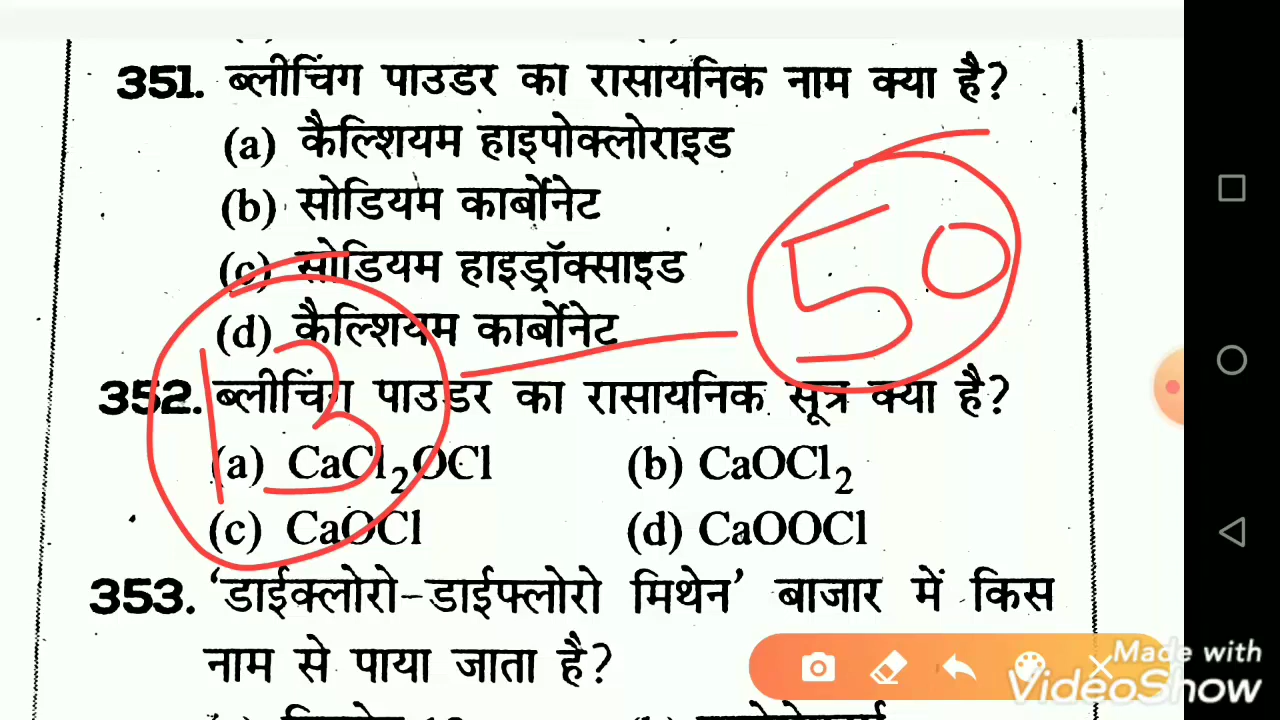 351. ब्लीचिंग पाउडर का रासायनिक नाम क्या है?
(a) कैल्शियम हाइपोक्लोराइड
(b) सोडियम कार्बोनेट
(c) सोडियम हाइड्रॉक्साइड
(d) कैल्शियम कार्बोनेट
50
13
352. ब्लीचिंग पाउडर का रासायनिक सूत्र क्या है?
(a) CaCl₂OCl (b) CaOCl₂
(c) CaOCl (d) CaOOCl
353. ‘डाईक्लोरो-डाईफ्लोरो मिथेन’ बाजार में किस
नाम से पाया जाता है?
Made with
VideoShow